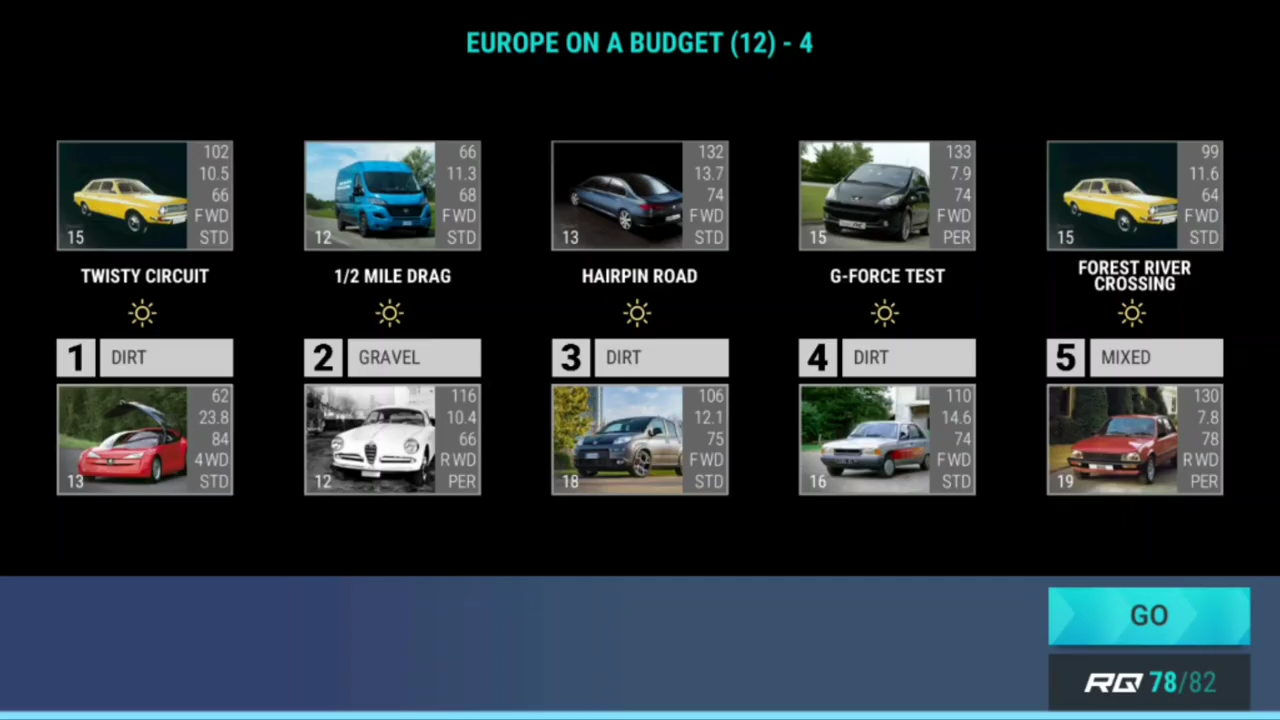 EUROPE ON A BUDGET (12) - 4
102
10.5
66
FWD
STD
15
66
11.3
68
FWD
STD
12
132
13.7
74
FWD
STD
13
133
7.9
74
FWD
PER
15
99
11.6
64
FWD
STD
15
TWISTY CIRCUIT
1/2 MILE DRAG
HAIRPIN ROAD
G-FORCE TEST
FOREST RIVER
CROSSING
1 DIRT
2 GRAVEL
3 DIRT
4 DIRT
5 MIXED
62
23.8
84
4WD
STD
13
116
10.4
66
RWD
PER
12
106
12.1
75
FWD
STD
18
110
14.6
74
FWD
STD
16
130
7.8
78
RWD
PER
19
GO
RQ 78/82